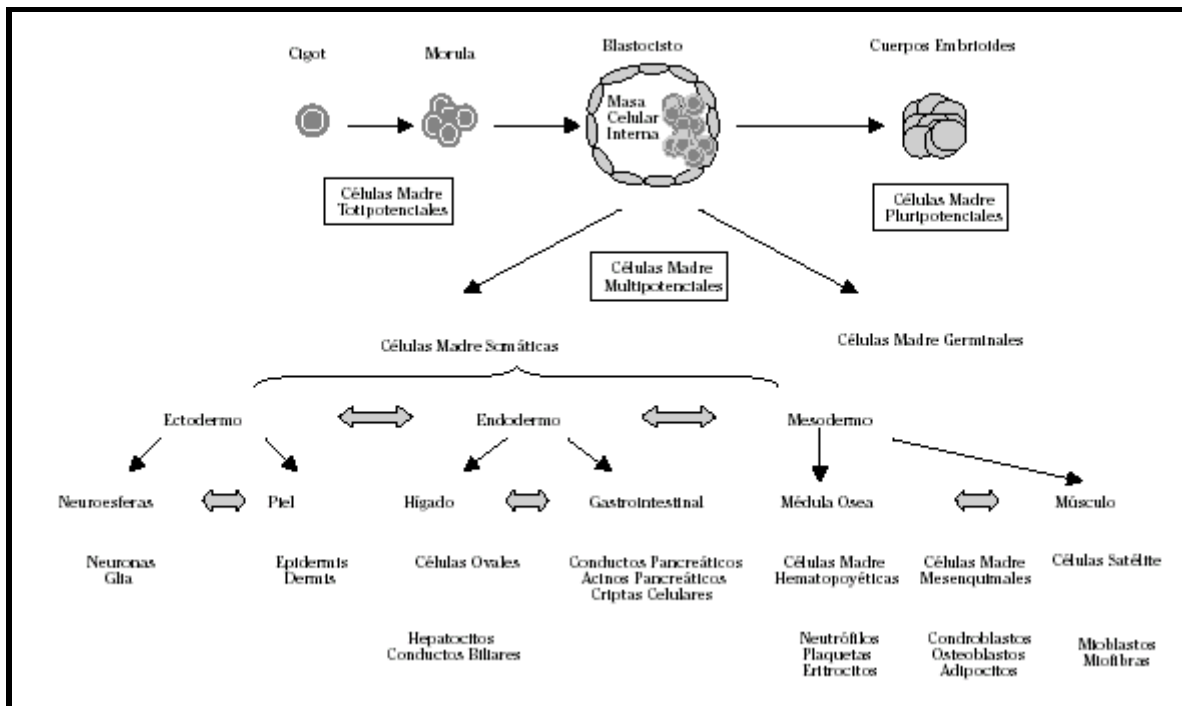 Cigot
Morula
Blastocisto
Cuerpos Embrioides
Masa
Celular
Interna
Células Madre
Totipotenciales
Células Madre
Pluripotenciales
Células Madre
Multipotenciales
Células Madre Somáticas
Células Madre Germinales
Ectodermo
Endodermo
Mesodermo
Neuroesferas
Piel
Hígado
Gastrointestinal
Médula Osea
Músculo
Neuronas
Glia
Epidermis
Dermis
Células Ovales
Conductos Pancreáticos
Acinos Pancreáticos
Criptas Celulares
Células Madre
Hematopoyéticas
Células Madre
Mesenquimales
Células Satélite
Hepatocitos
Conductos Biliares
Neutrófilos
Plaquetas
Eritrocitos
Condroblastos
Osteoblastos
Adipocitos
Mioblastos
Miofibras